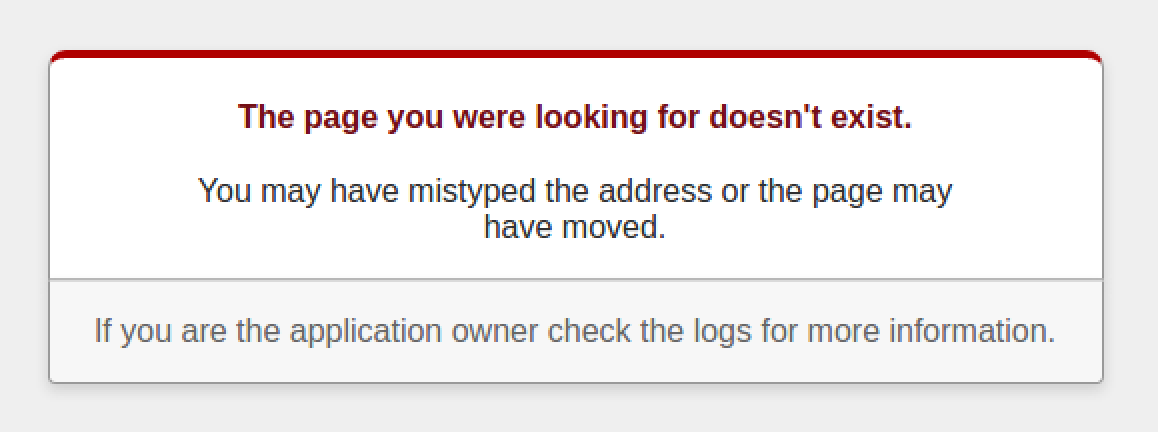 The page you were looking for doesn't exist.
You may have mistyped the address or the page may
have moved.
If you are the application owner check the logs for more information.